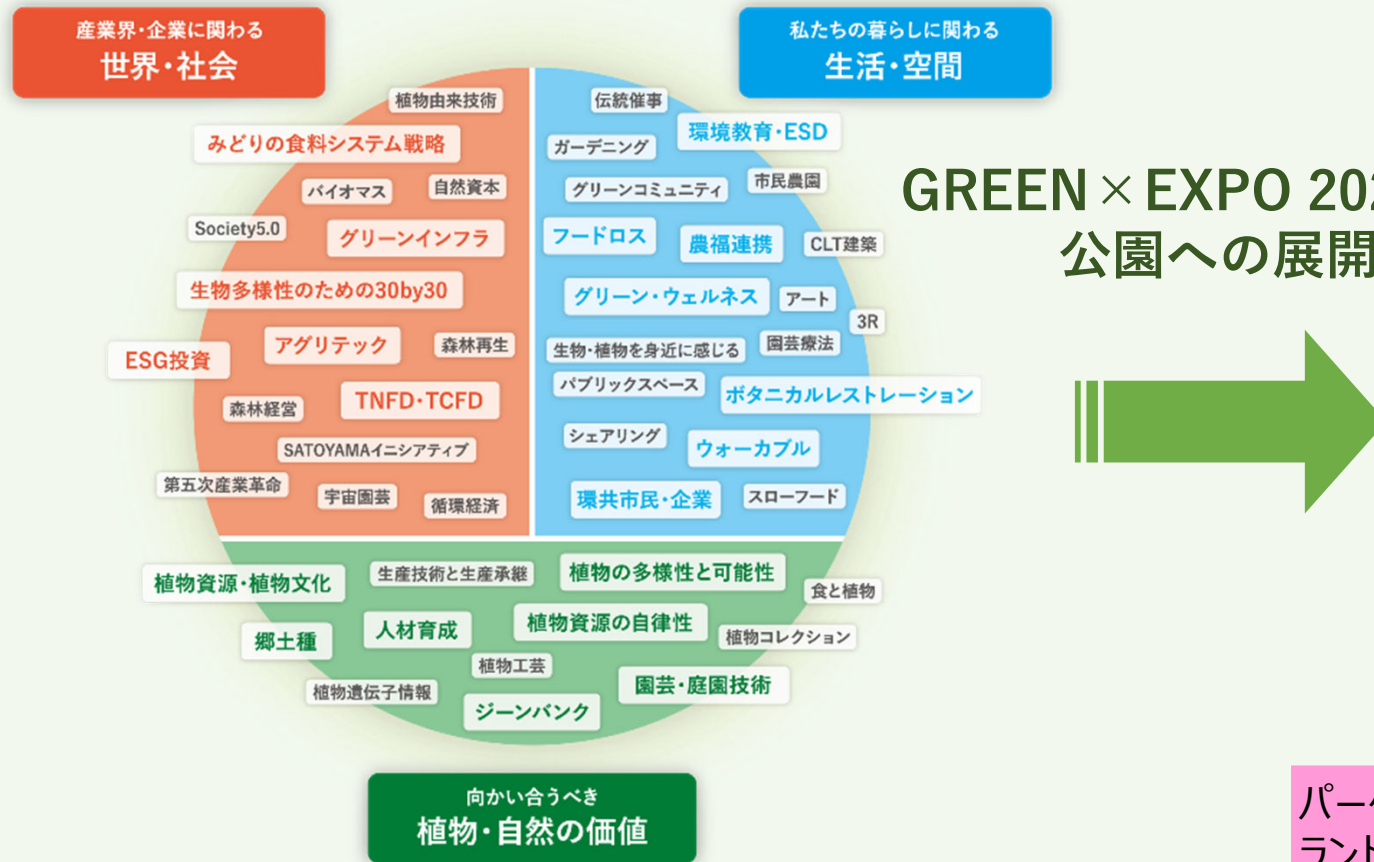 産業界・企業に関わる
世界・社会
植物由来技術
みどりの食料システム戦略
バイオマス
自然資本
Society5.0
グリーンインフラ
生物多様性のための30by30
アグリテック
森林再生
ESG投資
TNFD・TCFD
森林経営
SATOYAMAイニシアティブ
第五次産業革命
宇宙園芸
循環経済
私たちの暮らしに関わる
生活・空間
伝統催事
環境教育・ESD
ガーデニング
市民農園
グリーンコミュニティ
フードロス
農福連携
CLT建築
グリーン・ウェルネス
アート
3R
生物・植物を身近に感じる
園芸療法
パブリックスペース
ボタニカルレストレーション
シェアリング
ウォーカブル
環共市民・企業
スローフード
植物資源・植物文化
生産技術と生産承継
植物の多様性と可能性
食と植物
郷土種
人材育成
植物資源の自律性
植物コレクション
植物工芸
植物遺伝子情報
園芸・庭園技術
ジーンバンク
向かい合うべき
植物・自然の価値
GREEN×EXPO 202
公園への展開
パーク
ランド